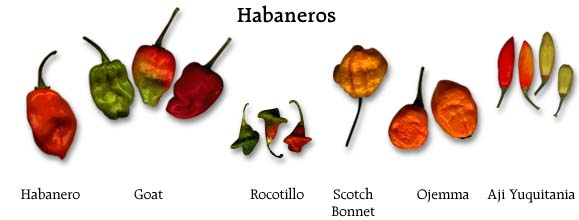 Habaneros
Habanero
Goat
Rocotillo
Scotch
Bonnet
Ojemma
Aji Yuquitania